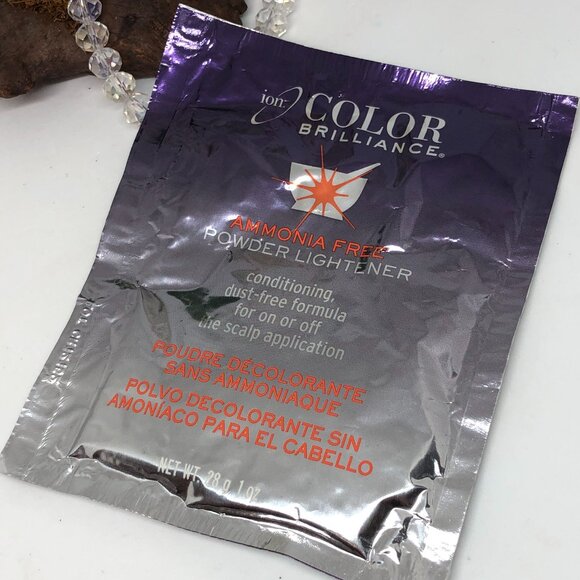 ion
COLOR
BRILLIANCE®
AMMONIA FREE
POWDER LIGHTENER
conditioning,
dust-free formula
for on or off
the scalp application
POUDRE DÉCOLORANTE
SANS AMMONIAQUE
POLVO DECOLORANTE SIN
AMONÍACO PARA EL CABELLO
NET WT. 28 g 1 oz